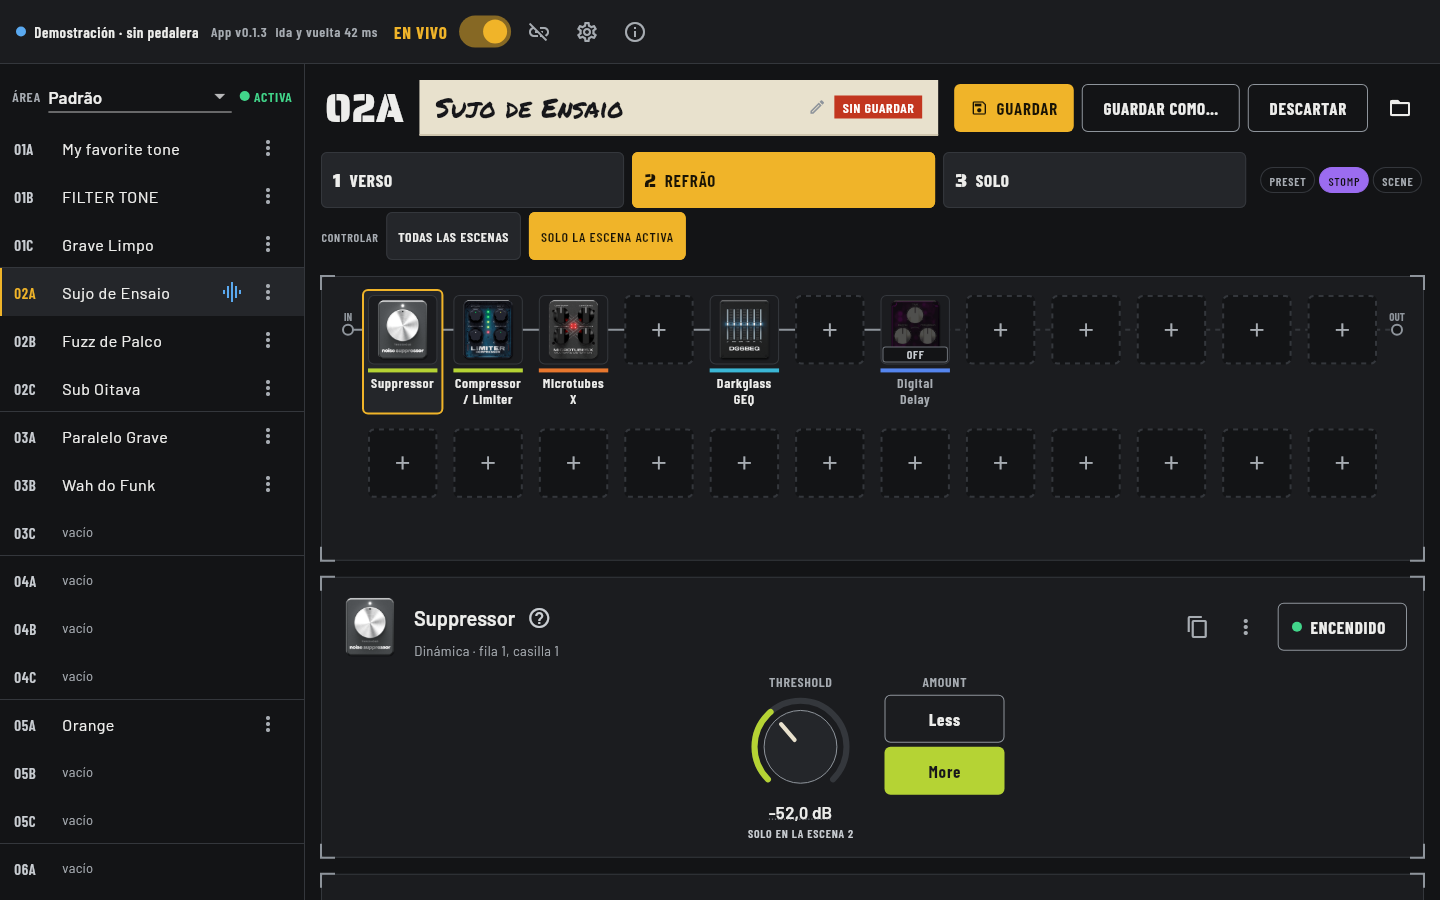 Demostración · sin pedalera App v0.1.3 Ida y vuelta 42 ms EN VIVO
ÁREA Padrão ACTIVA
01A My favorite tone
01B FILTER TONE
01C Grave Limpo
02A Sujo de Ensaio
02B Fuzz de Palco
02C Sub Oitava
03A Paralelo Grave
03B Wah do Funk
03C vacío
04A vacío
04B vacío
04C vacío
05A Orange
05B vacío
05C vacío
06A vacío
02A Sujo de Ensaio SIN GUARDAR GUARDAR GUARDAR COMO... DESCARTAR
1 VERSO 2 REFRÃO 3 SOLO PRESET STOMP SCENE
CONTROLAR TODAS LAS ESCENAS SOLO LA ESCENA ACTIVA
IN OUT
noise suppressor LIMITER MICROTUBES X DGSBEQ OFF
Suppressor Compressor / Limiter Microtubes X Darkglass GEQ Digital Delay
Suppressor
Dinámica · fila 1, casilla 1
ENCENDIDO
THRESHOLD AMOUNT
Less
More
-52,0 dB
SOLO EN LA ESCENA 2